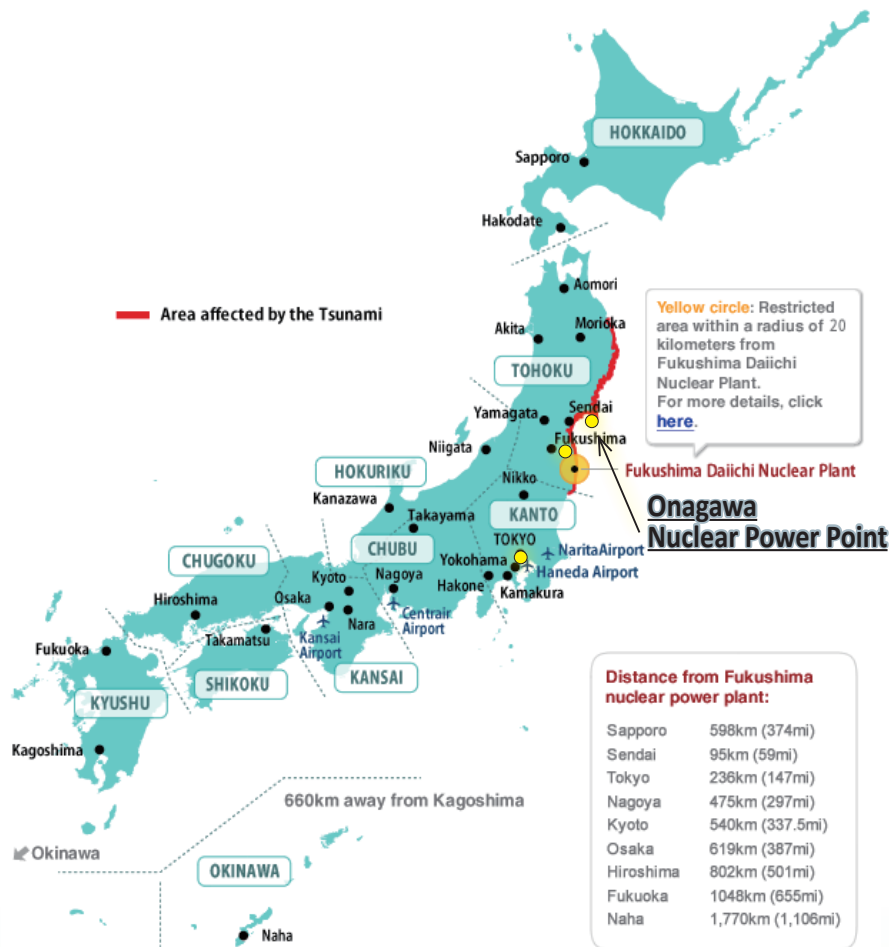 HOKKAIDO
Sapporo
Hakodate
Aomori
Area affected by the Tsunami
Akita
Morioka
Yellow circle: Restricted
area within a radius of 20
kilometers from
Fukushima Daiichi
Nuclear Plant.
For more details, click
here.
TOHOKU
Yamagata
Sendai
Niigata
Fukushima
HOKURIKU
Fukushima Daiichi Nuclear Plant
Kanazawa
Nikko
Onagawa
Nuclear Power Point
Takayama
KANTO
CHUBU
TOKYO
CHUGOKU
Yokohama
NaritaAirport
Haneda Airport
Kyoto
Nagoya
Hakone
Kamakura
Hiroshima
Osaka
Centrair
Airport
Nara
Takamatsu
Kansai
Airport
Fukuoka
SHIKOKU
KANSAI
KYUSHU
Kagoshima
Distance from Fukushima
nuclear power plant:
Sapporo 598km (374mi)
Sendai 95km (59mi)
Tokyo 236km (147mi)
Nagoya 475km (297mi)
Kyoto 540km (337.5mi)
Osaka 619km (387mi)
Hiroshima 802km (501mi)
Fukuoka 1048km (655mi)
Naha 1,770km (1,106mi)
660km away from Kagoshima
Okinawa
OKINAWA
Naha